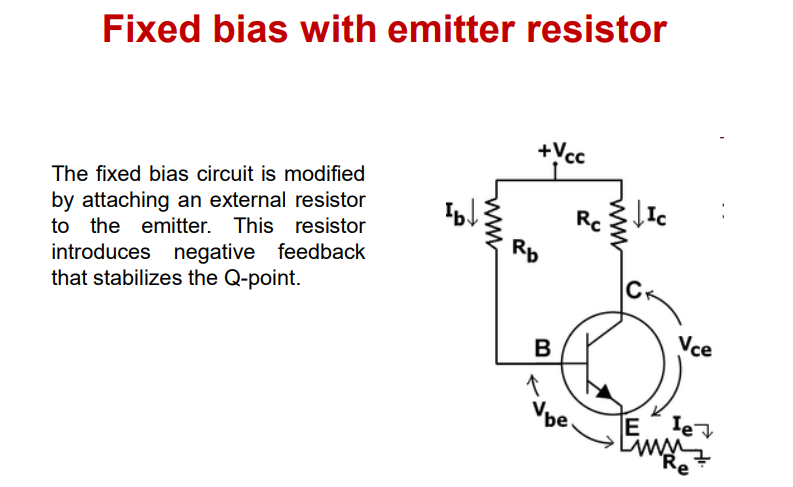 Fixed bias with emitter resistor
The fixed bias circuit is modified
by attaching an external resistor
to the emitter. This resistor
introduces negative feedback
that stabilizes the Q-point.
+Vcc
Ib
Rc
Ic
Rb
C
B
Vce
Vbe
E
Ie
Re